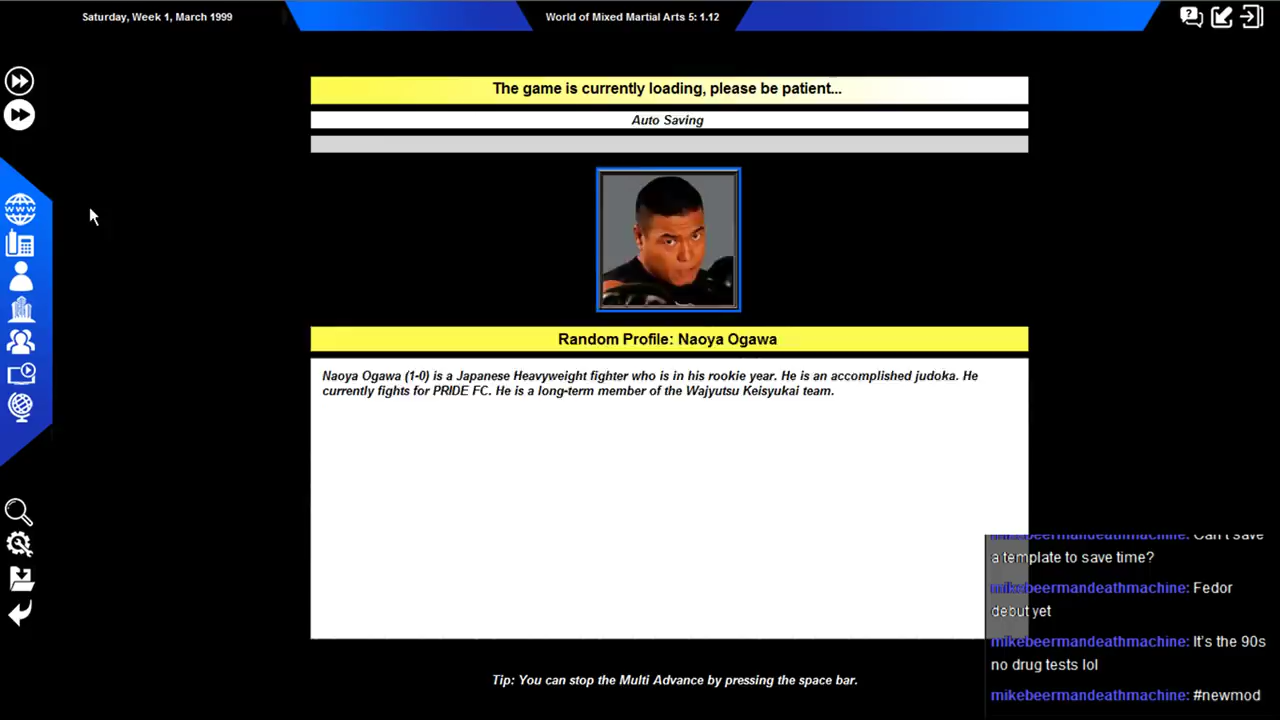 Saturday, Week 1, March 1999
World of Mixed Martial Arts 5: 1.12
The game is currently loading, please be patient...
Auto Saving
Random Profile: Naoya Ogawa
Naoya Ogawa (1-0) is a Japanese Heavyweight fighter who is in his rookie year. He is an accomplished judoka. He
currently fights for PRIDE FC. He is a long-term member of the Wajyutsu Keisyukai team.
mikebeermandeathmachine: Can't save
a template to save time?
mikebeermandeathmachine: Fedor
debut yet
mikebeermandeathmachine: It's the 90s
no drug tests lol
mikebeermandeathmachine: #newmod
Tip: You can stop the Multi Advance by pressing the space bar.
WWW